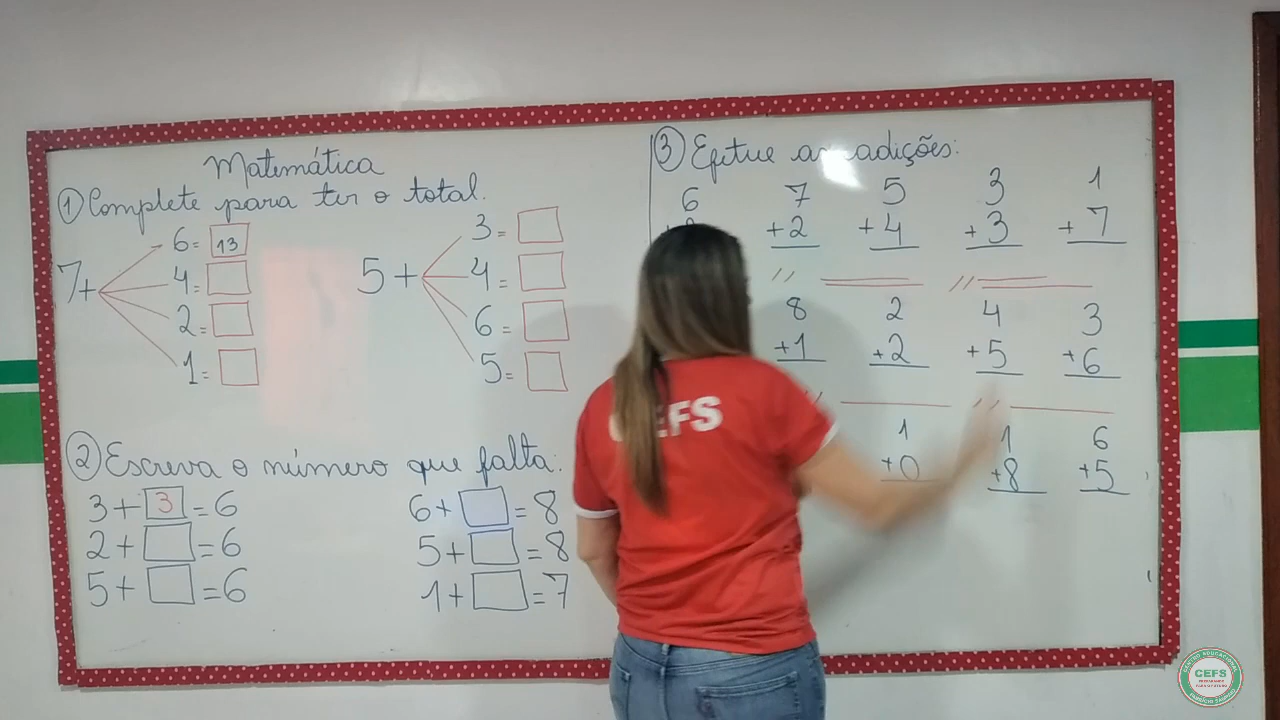 Matemática
① Complete para ter o total.
7+
6= 13
4=
2=
1=
5+
3=
4=
6=
5=
② Escreva o número que falta:
3+ 3 =6
2+ =6
5+ =6
6+ =8
5+ =8
1+ =7
③ Efetue as adições:
6 7 5 3 1
+2 +4 +3 +7
8 2 4 3
+1 +2 +5 +6
1 1 6
+0 +8 +5
CEFS
CEFS